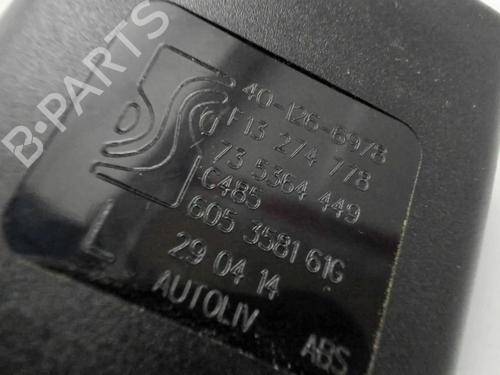 B-PARTS
40-126-6978
F13 274 778
73 5364 449
C485
605 3581 61G
L 29 04 14
AUTOLIV ABS